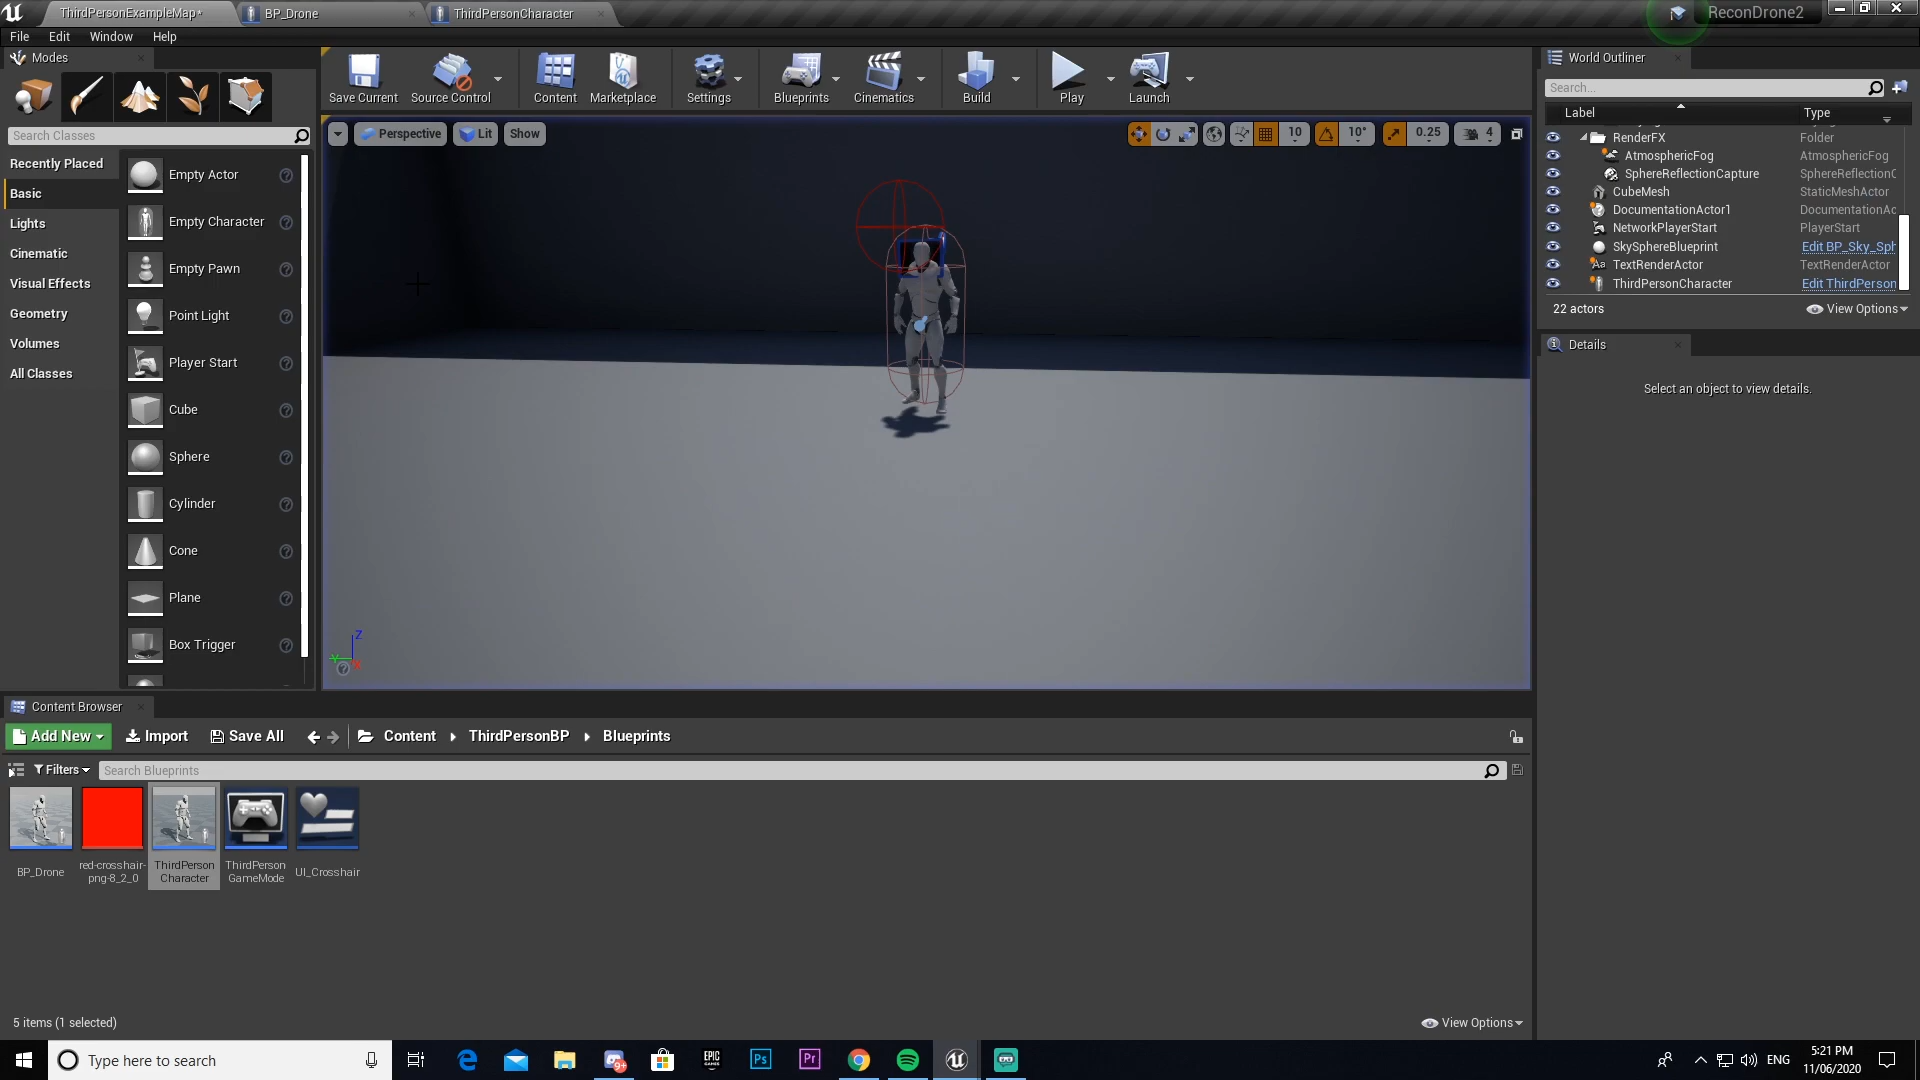 ThirdPersonExampleMap*
BP_Drone
ThirdPersonCharacter
ReconDrone2
File Edit Window Help
Modes
Search Classes
Recently Placed
Basic
Lights
Cinematic
Visual Effects
Geometry
Volumes
All Classes
Empty Actor
Empty Character
Empty Pawn
Point Light
Player Start
Cube
Sphere
Cylinder
Cone
Plane
Box Trigger
Save Current
Source Control
Content
Marketplace
Settings
Blueprints
Cinematics
Build
Play
Launch
Perspective
Lit
Show
10
10°
0.25
4
Z
Y
World Outliner
Search...
Label
Type
RenderFX Folder
AtmosphericFog AtmosphericFog
SphereReflectionCapture SphereReflectionC
CubeMesh StaticMeshActor
DocumentationActor1 DocumentationAc
NetworkPlayerStart PlayerStart
SkySphereBlueprint Edit BP_Sky_Sph
TextRenderActor TextRenderActor
ThirdPersonCharacter Edit ThirdPerson
22 actors
View Options
Details
Select an object to view details.
Content Browser
Add New
Import
Save All
Content
ThirdPersonBP
Blueprints
Filters
Search Blueprints
BP_Drone
red-crosshair-
png-8_2_0
ThirdPerson
Character
ThirdPerson
GameMode
UI_Crosshair
5 items (1 selected)
View Options
Type here to search
9+
EPIC
GAMES
Ps
Pr
ENG
5:21 PM
11/06/2020